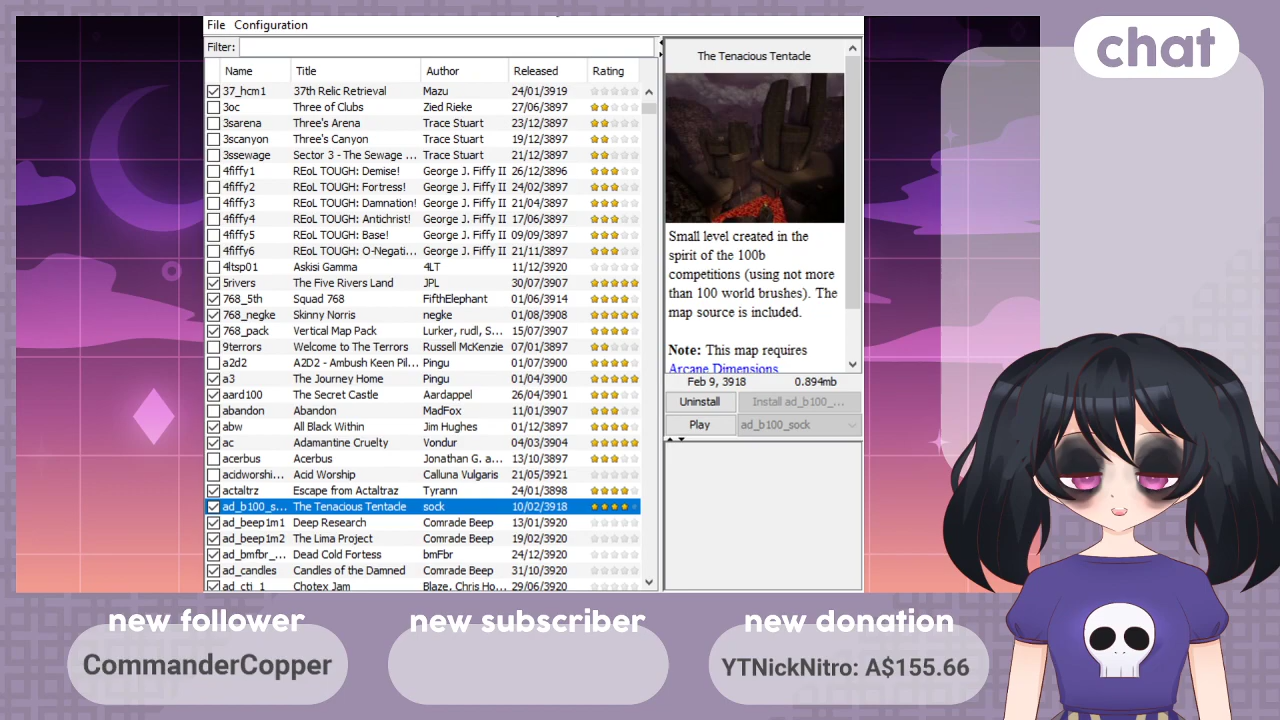 File Configuration
Filter:
Name Title Author Released Rating
37_hcm1 37th Relic Retrieval Mazu 24/01/3919
3oc Three of Clubs Zied Rieke 27/06/3897
3sarena Three's Arena Trace Stuart 23/12/3897
3scanyon Three's Canyon Trace Stuart 19/12/3897
3ssewage Sector 3 - The Sewage ... Trace Stuart 21/12/3897
4fiffy1 REoL TOUGH: Demise! George J. Fiffy II 26/12/3896
4fiffy2 REoL TOUGH: Fortress! George J. Fiffy II 24/02/3897
4fiffy3 REoL TOUGH: Damnation! George J. Fiffy II 21/04/3897
4fiffy4 REoL TOUGH: Antichrist! George J. Fiffy II 17/06/3897
4fiffy5 REoL TOUGH: Base! George J. Fiffy II 09/09/3897
4fiffy6 REoL TOUGH: O-Negati... George J. Fiffy II 21/11/3897
4ltsp01 Askisi Gamma 4LT 11/12/3920
5rivers The Five Rivers Land JPL 30/07/3907
768_5th Squad 768 FifthElephant 01/06/3914
768_negke Skinny Norris negke 01/08/3908
768_pack Vertical Map Pack Lurker, rudl, S... 15/07/3907
9terrors Welcome to The Terrors Russell McKenzie 07/01/3897
a2d2 A2D2 - Ambush Keen Pil... Pingu 01/07/3900
a3 The Journey Home Pingu 01/04/3900
aard100 The Secret Castle Aardappel 26/04/3901
abandon Abandon MadFox 11/01/3907
abw All Black Within Jim Hughes 01/12/3897
ac Adamantine Cruelty Vondur 04/03/3904
acerbus Acerbus Jonathan G. a... 13/10/3897
acidworshi... Acid Worship Calluna Vulgaris 21/05/3921
actaltrz Escape from Actaltraz Tyrann 24/01/3898
ad_b100_s... The Tenacious Tentacle sock 10/02/3918
ad_beep1m1 Deep Research Comrade Beep 13/01/3920
ad_beep1m2 The Lima Project Comrade Beep 19/02/3920
ad_bmfbr_... Dead Cold Fortess bmFbr 24/12/3920
ad_candles Candles of the Damned Comrade Beep 31/10/3920
ad_ctj_1 Chotex Jam Blaze, Chris Ho... 29/06/3920
The Tenacious Tentacle
Small level created in the
spirit of the 100b
competitions (using not more
than 100 world brushes). The
map source is included.
Note: This map requires
Arcane Dimensions
Feb 9, 3918 0.894mb
Uninstall Install ad_b100_...
Play ad_b100_sock
chat
new follower
CommanderCopper
new subscriber
new donation
YTNickNitro: A$155.66